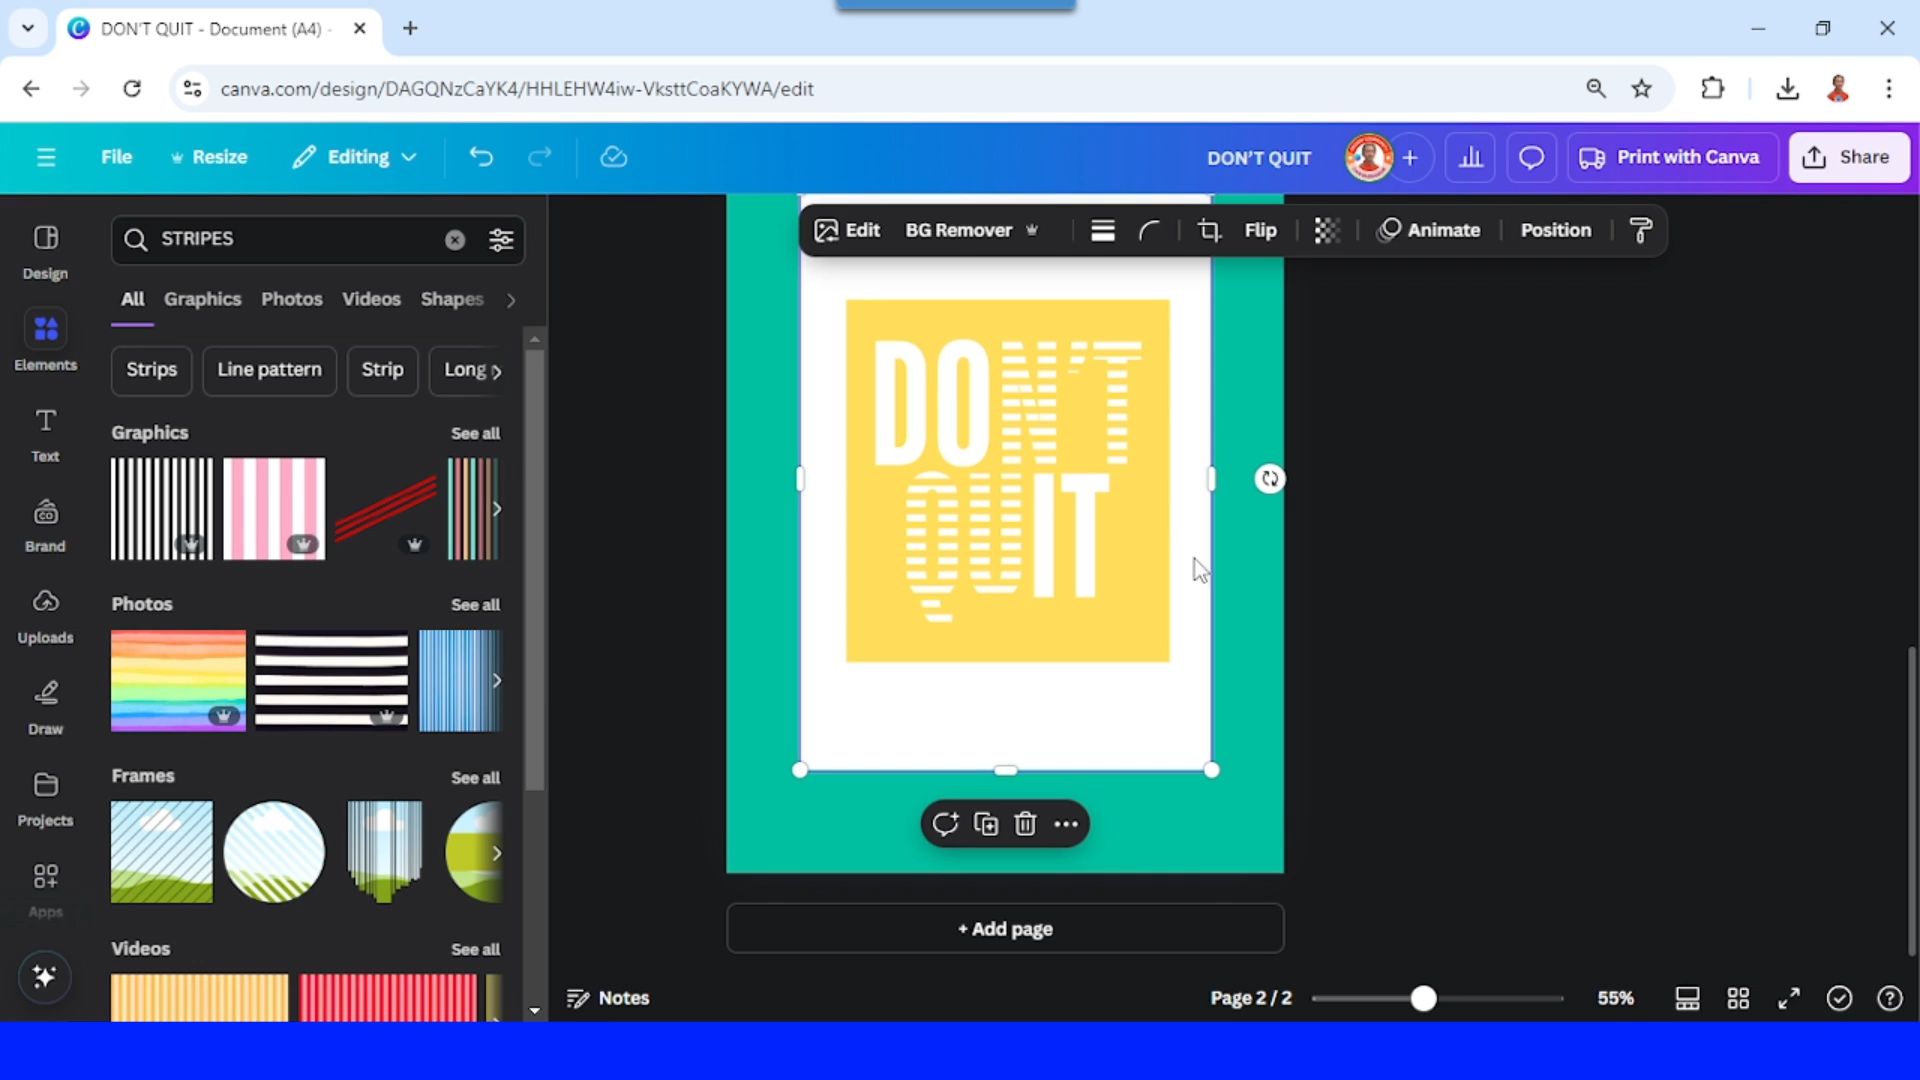 DON'T QUIT - Document (A4) -
canva.com/design/DAGQNzCaYK4/HHLEHW4iw-VksttCoaKYWA/edit
File
Resize
Editing
DON'T QUIT
Print with Canva
Share
Design
Elements
Text
Brand
Uploads
Draw
Projects
Apps
STRIPES
All
Graphics
Photos
Videos
Shapes
Strips
Line pattern
Strip
Long
Graphics
See all
Photos
See all
Frames
See all
Videos
See all
Edit
BG Remover
Flip
Animate
Position
DON'T
QUIT
+ Add page
Notes
Page 2 / 2
55%